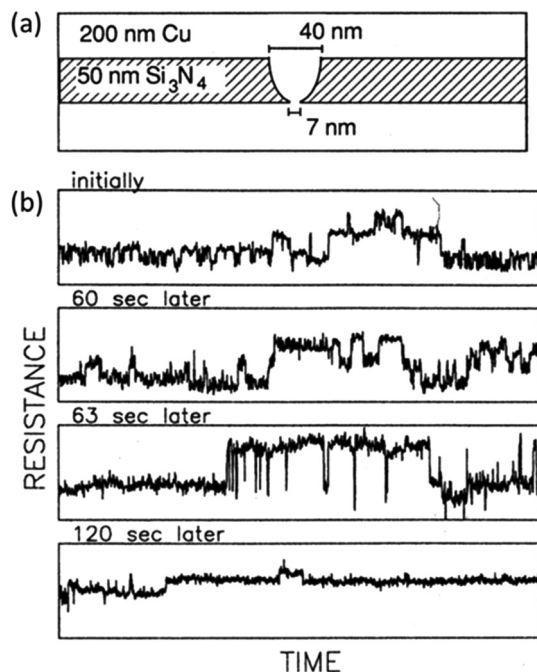 (a)
200 nm Cu
40 nm
50 nm Si₃N₄
7 nm
(b)
initially
60 sec later
63 sec later
120 sec later
RESISTANCE
TIME